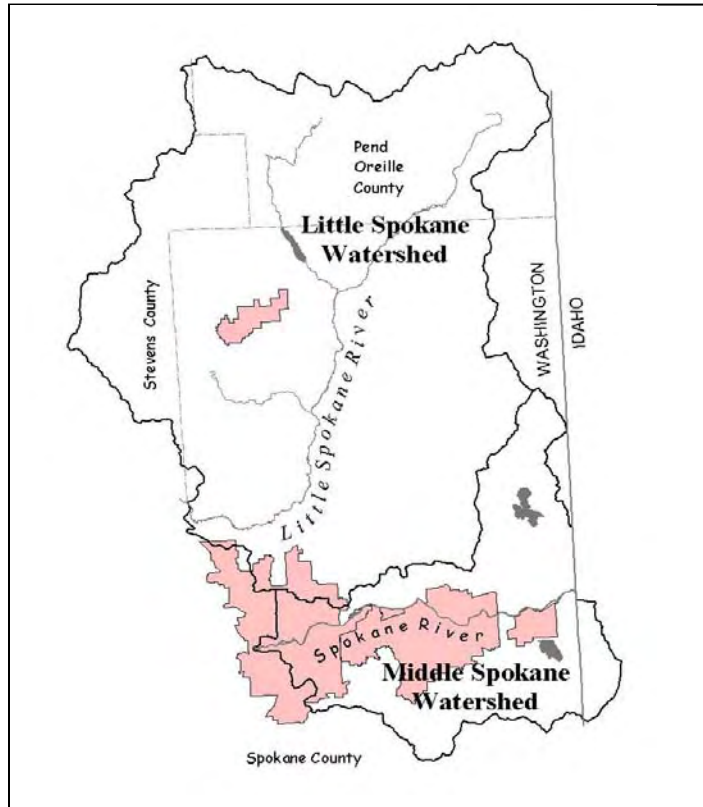 Pend
Oreille
County
Little Spokane
Watershed
Stevens County
WASHINGTON
IDAHO
Little Spokane River
Spokane River
Middle Spokane
Watershed
Spokane County